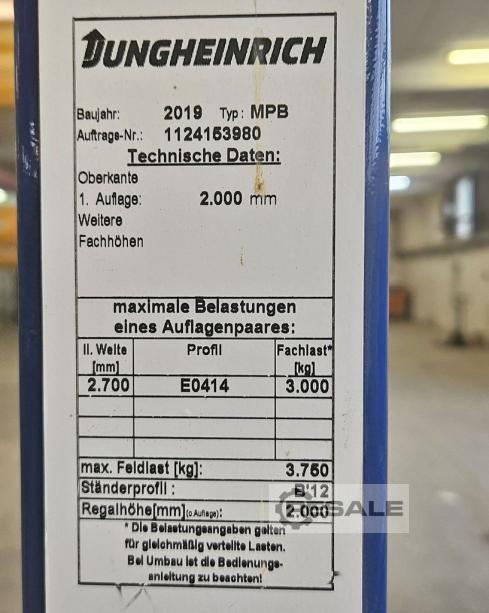 JUNGHEINRICH
Baujahr: 2019 Typ: MPB
Auftrags-Nr.: 1124153980
Technische Daten:
Oberkante
1. Auflage: 2.000 mm
Weitere
Fachhöhen
maximale Belastungen
eines Auflagenpaares:
li. Weite Profil Fachlast*
[mm] [kg]
2.700 E0414 3.000
max. Feldlast [kg]: 3.750
Ständerprofil : B'12
Regalhöhe[mm](o.Auflage): 2.000
* Die Belastungsangaben gelten
für gleichmäßig verteilte Lasten.
Bei Umbau ist die Bedienungs-
anleitung zu beachten!
SALE